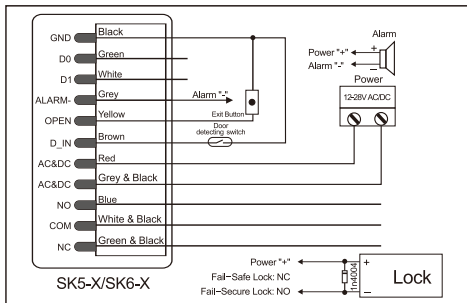 GND Black
D0 Green
D1 White
ALARM- Grey Alarm "-"
OPEN Yellow
Exit Button
D_IN Brown
Door
detecting switch
AC&DC Red
AC&DC Grey & Black
NO Blue
COM White & Black
NC Green & Black
SK5-X/SK6-X
Alarm
Power "+" +
Alarm "-" –
Power
12-28V AC/DC
Power "+" +
Fail-Safe Lock: NC
Fail-Secure Lock: NO –
1n4004
Lock